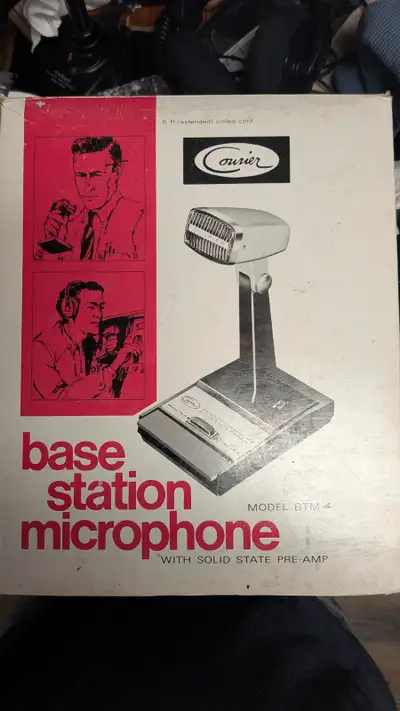 6 ft. (extended) coiled cord
Courier
base
station
MODEL BTM-4
microphone
WITH SOLID STATE PRE-AMP